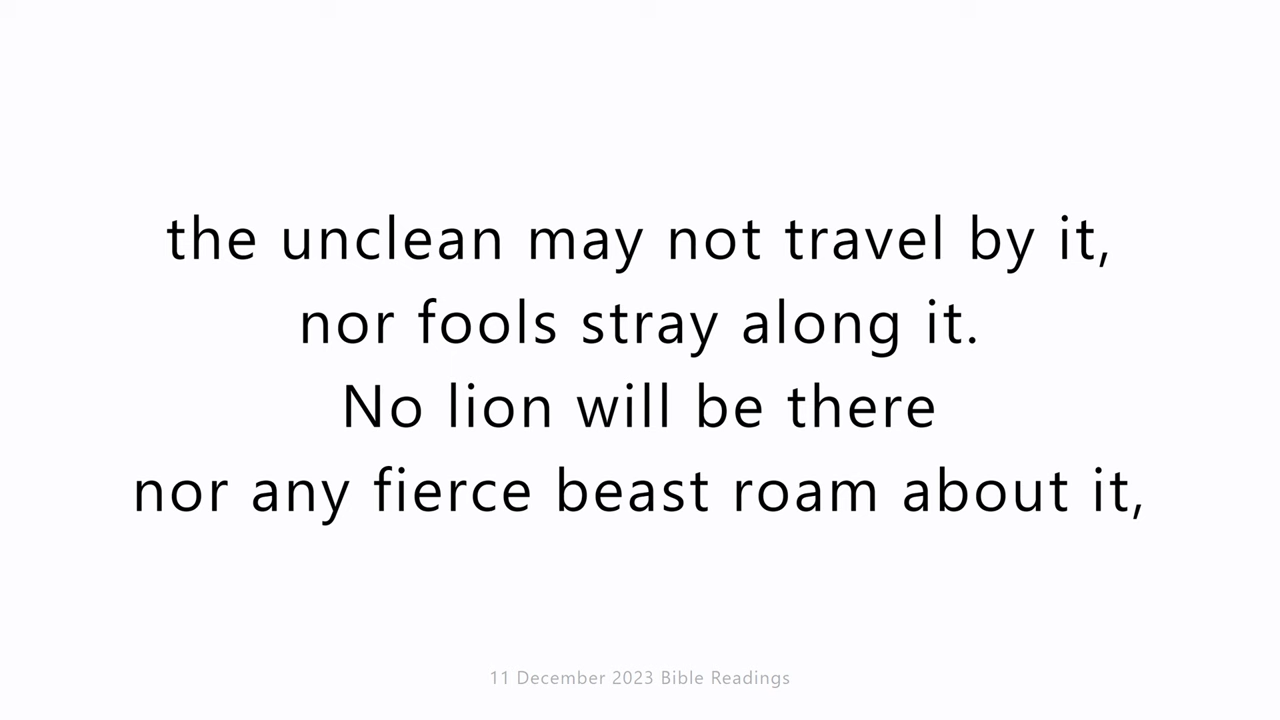 the unclean may not travel by it,
nor fools stray along it.
No lion will be there
nor any fierce beast roam about it,
11 December 2023 Bible Readings